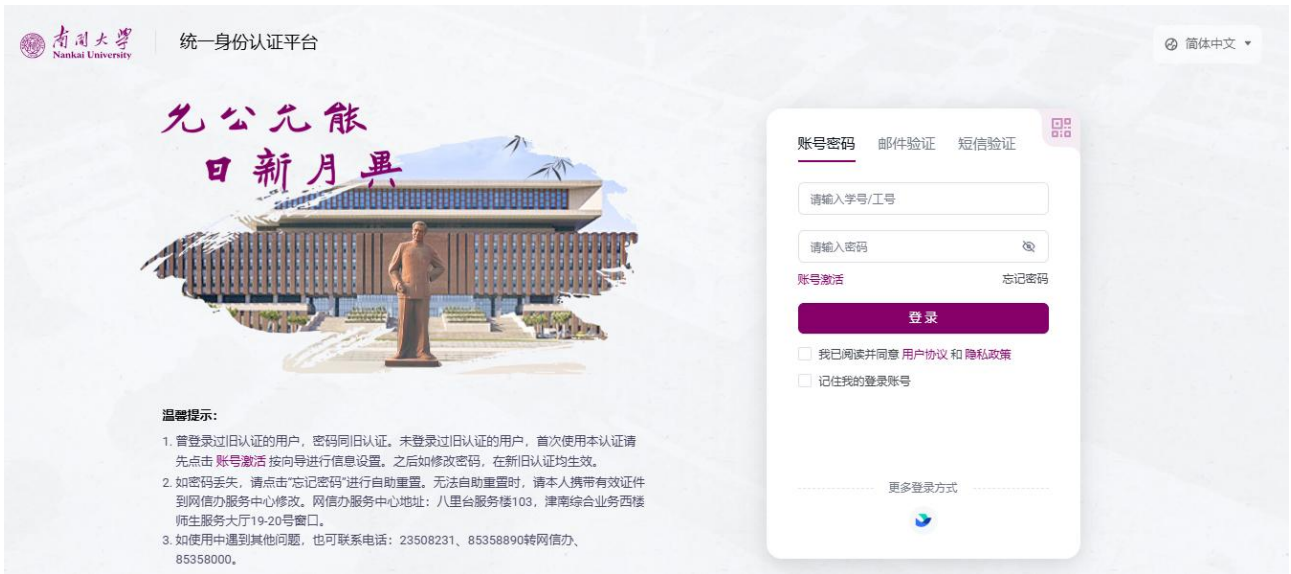 南开大学
Nankai University
统一身份认证平台
简体中文
允公允能
日新月異
账号密码
邮件验证
短信验证
请输入学号/工号
请输入密码
账号激活
忘记密码
登录
我已阅读并同意 用户协议 和 隐私政策
记住我的登录账号
更多登录方式
温馨提示：
1. 曾登录过旧认证的用户，密码同旧认证。未登录过旧认证的用户，首次使用本认证请
先点击 账号激活 按向导进行信息设置。之后如修改密码，在新旧认证均生效。
2. 如密码丢失，请点击“忘记密码”进行自助重置。无法自助重置时，请本人携带有效证件
到网信办服务中心修改。网信办服务中心地址：八里台服务楼103，津南综合业务西楼
师生服务大厅19-20号窗口。
3. 如使用中遇到其他问题，也可联系电话：23508231、85358890转网信办、
85358000。